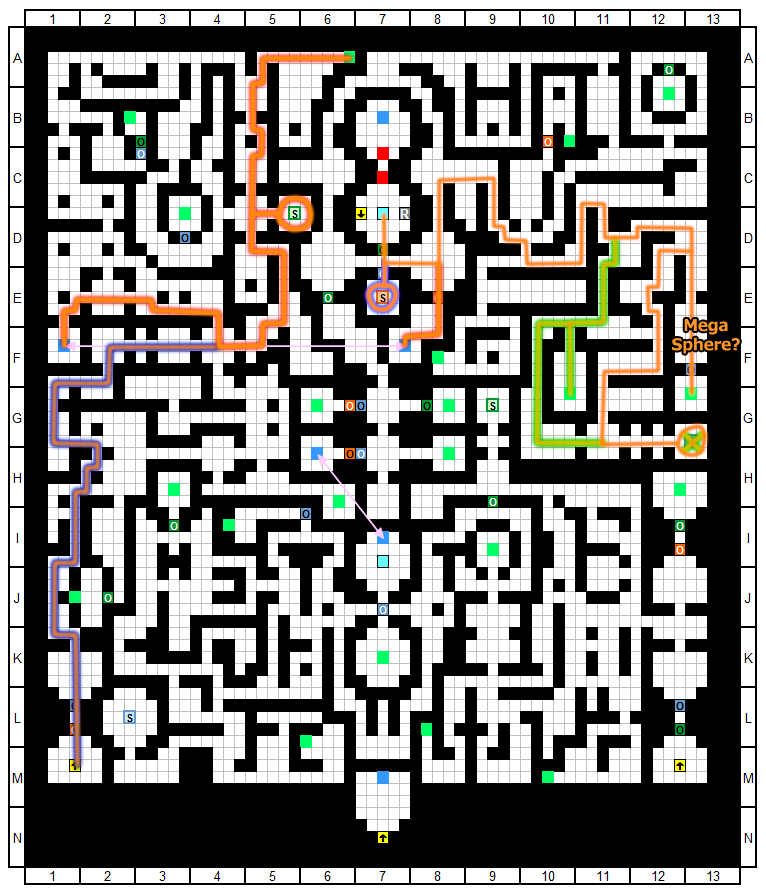 1 2 3 4 5 6 7 8 9 10 11 12 13
A A
O
B B
O O
O
C C
S R
D O D
E O S E
Mega
Sphere?
F F
O O O S
G G
O O
H H
O
O
O O
I I
O
J O J
O
K K
O O
L S L
O O
M M
N N
1 2 3 4 5 6 7 8 9 10 11 12 13